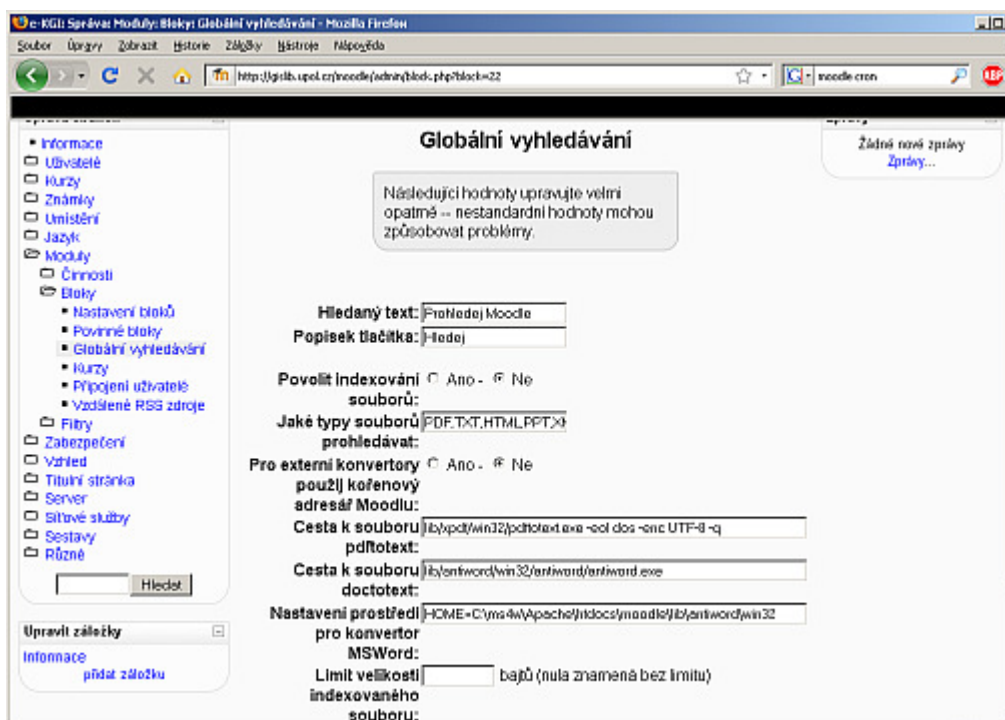 e-KGI: Správa: Moduly: Bloky: Globální vyhledávání - Mozilla Firefox
Soubor Úpravy Zobrazit Historie Záložky Nástroje Nápověda
http://gislib.upol.cz/moodle/admin/block.php?block=22
moodle cron
ABP
Informace
Uživatelé
Kurzy
Známky
Umístění
Jazyk
Moduly
Činnosti
Bloky
Nastavení bloků
Povinné bloky
Globální vyhledávání
Kurzy
Připojení uživatelé
Vzdálené RSS zdroje
Filtry
Zabezpečení
Vzhled
Titulní stránka
Server
Síťové služby
Sestavy
Různé
Hledat
Upravit záložky
Informace
přidat záložku
Globální vyhledávání
Následující hodnoty upravujte velmi
opatrně -- nestandardní hodnoty mohou
způsobovat problémy.
Hledaný text: Prohledej Moodle
Popisek tlačítka: Hledej
Povolit indexování Ano - Ne
souborů:
Jaké typy souborů PDF,TXT,HTML,PPT,XM
prohledávat:
Pro externí konvertory Ano - Ne
použij kořenový
adresář Moodlu:
Cesta k souboru lib/xpdf/win32/pdftotext.exe -eol dos -enc UTF-8 -q
pdftotext:
Cesta k souboru lib/antiword/win32/antiword/antiword.exe
doctotext:
Nastavení prostředí HOME=C:\ms4w\Apache\htdocs\moodle\lib\antiword\win32
pro konvertor
MSWord:
Limit velikosti bajtů (nula znamená bez limitu)
indexovaného
souboru:
Žádné nové zprávy
Zprávy...